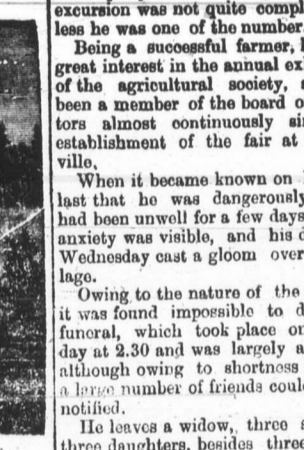 excursion was not quite compl
less he was one of the number.
Being a successful farmer, h
great interest in the annual ex
of the agricultural society, a
been a member of the board o
tors almost continuously si
establishment of the fair at
ville.
When it became known on
last that he was dangerously
had been unwell for a few days
anxiety was visible, and his d
Wednesday cast a gloom over
lage.
Owing to the nature of the
it was found impossible to d
funeral, which took place on
day at 2.30 and was largely a
although owing to shortness
a large number of friends coul
notified.
He leaves a widow, three s
three daughters, besides three